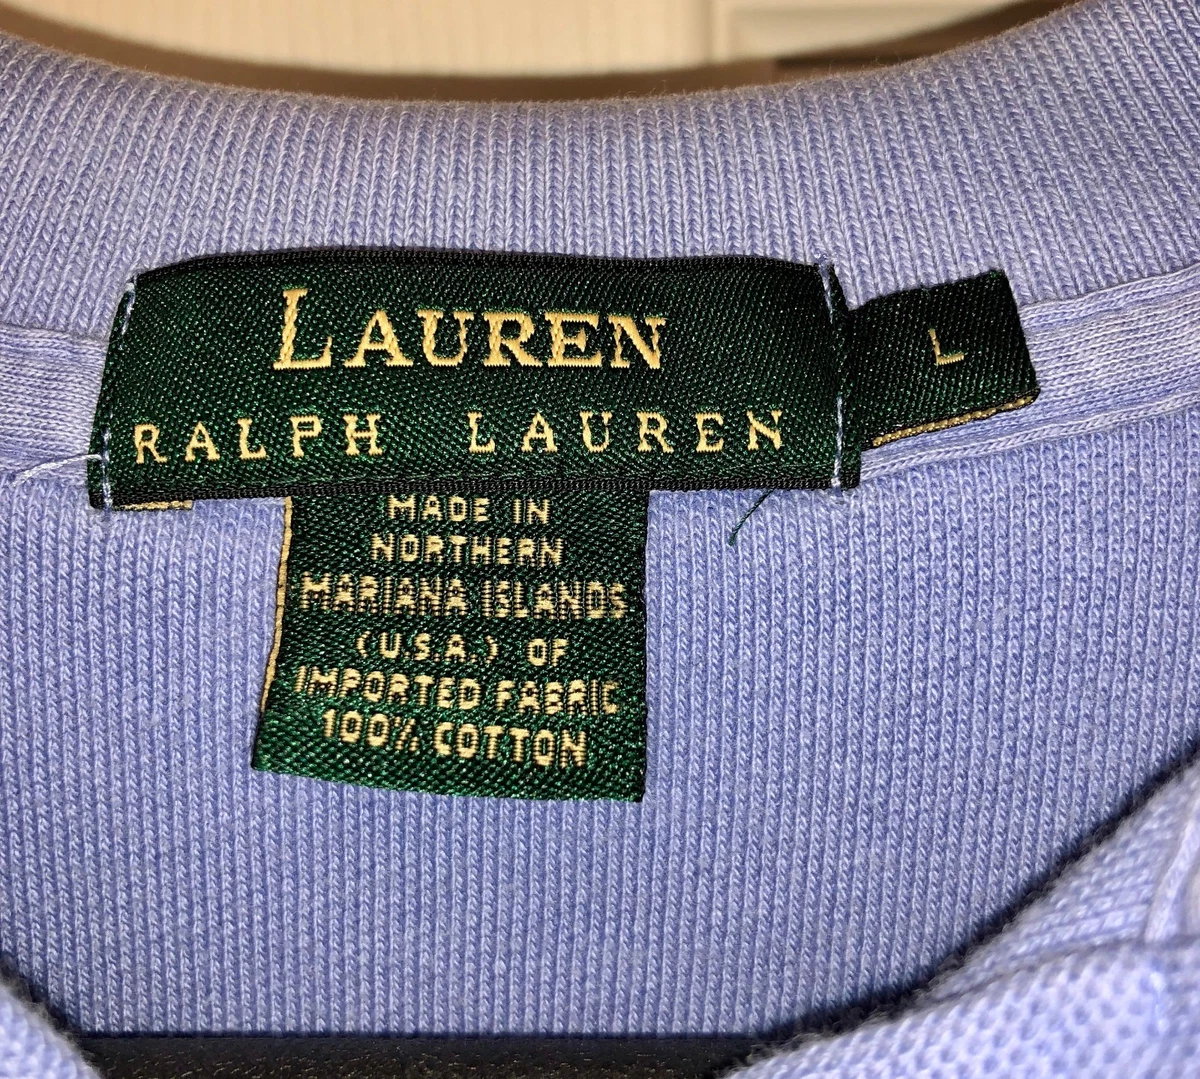 LAUREN
RALPH LAUREN
L
MADE IN
NORTHERN
MARIANA ISLANDS
(U.S.A.) OF
IMPORTED FABRIC
100% COTTON